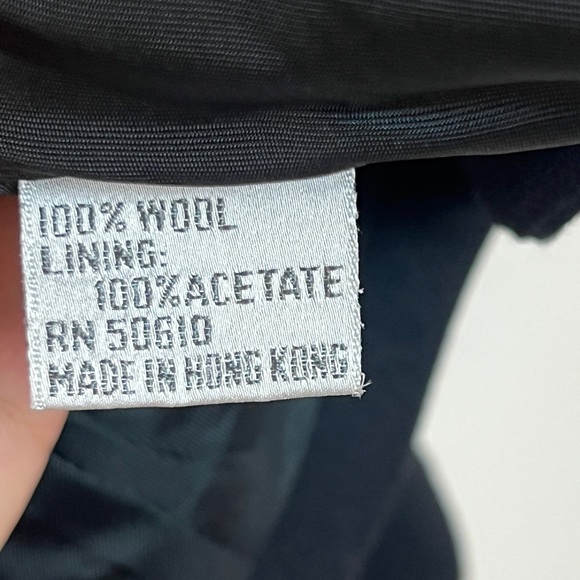 100% WOOL
LINING:
100% ACETATE
RN 50610
MADE IN HONG KONG